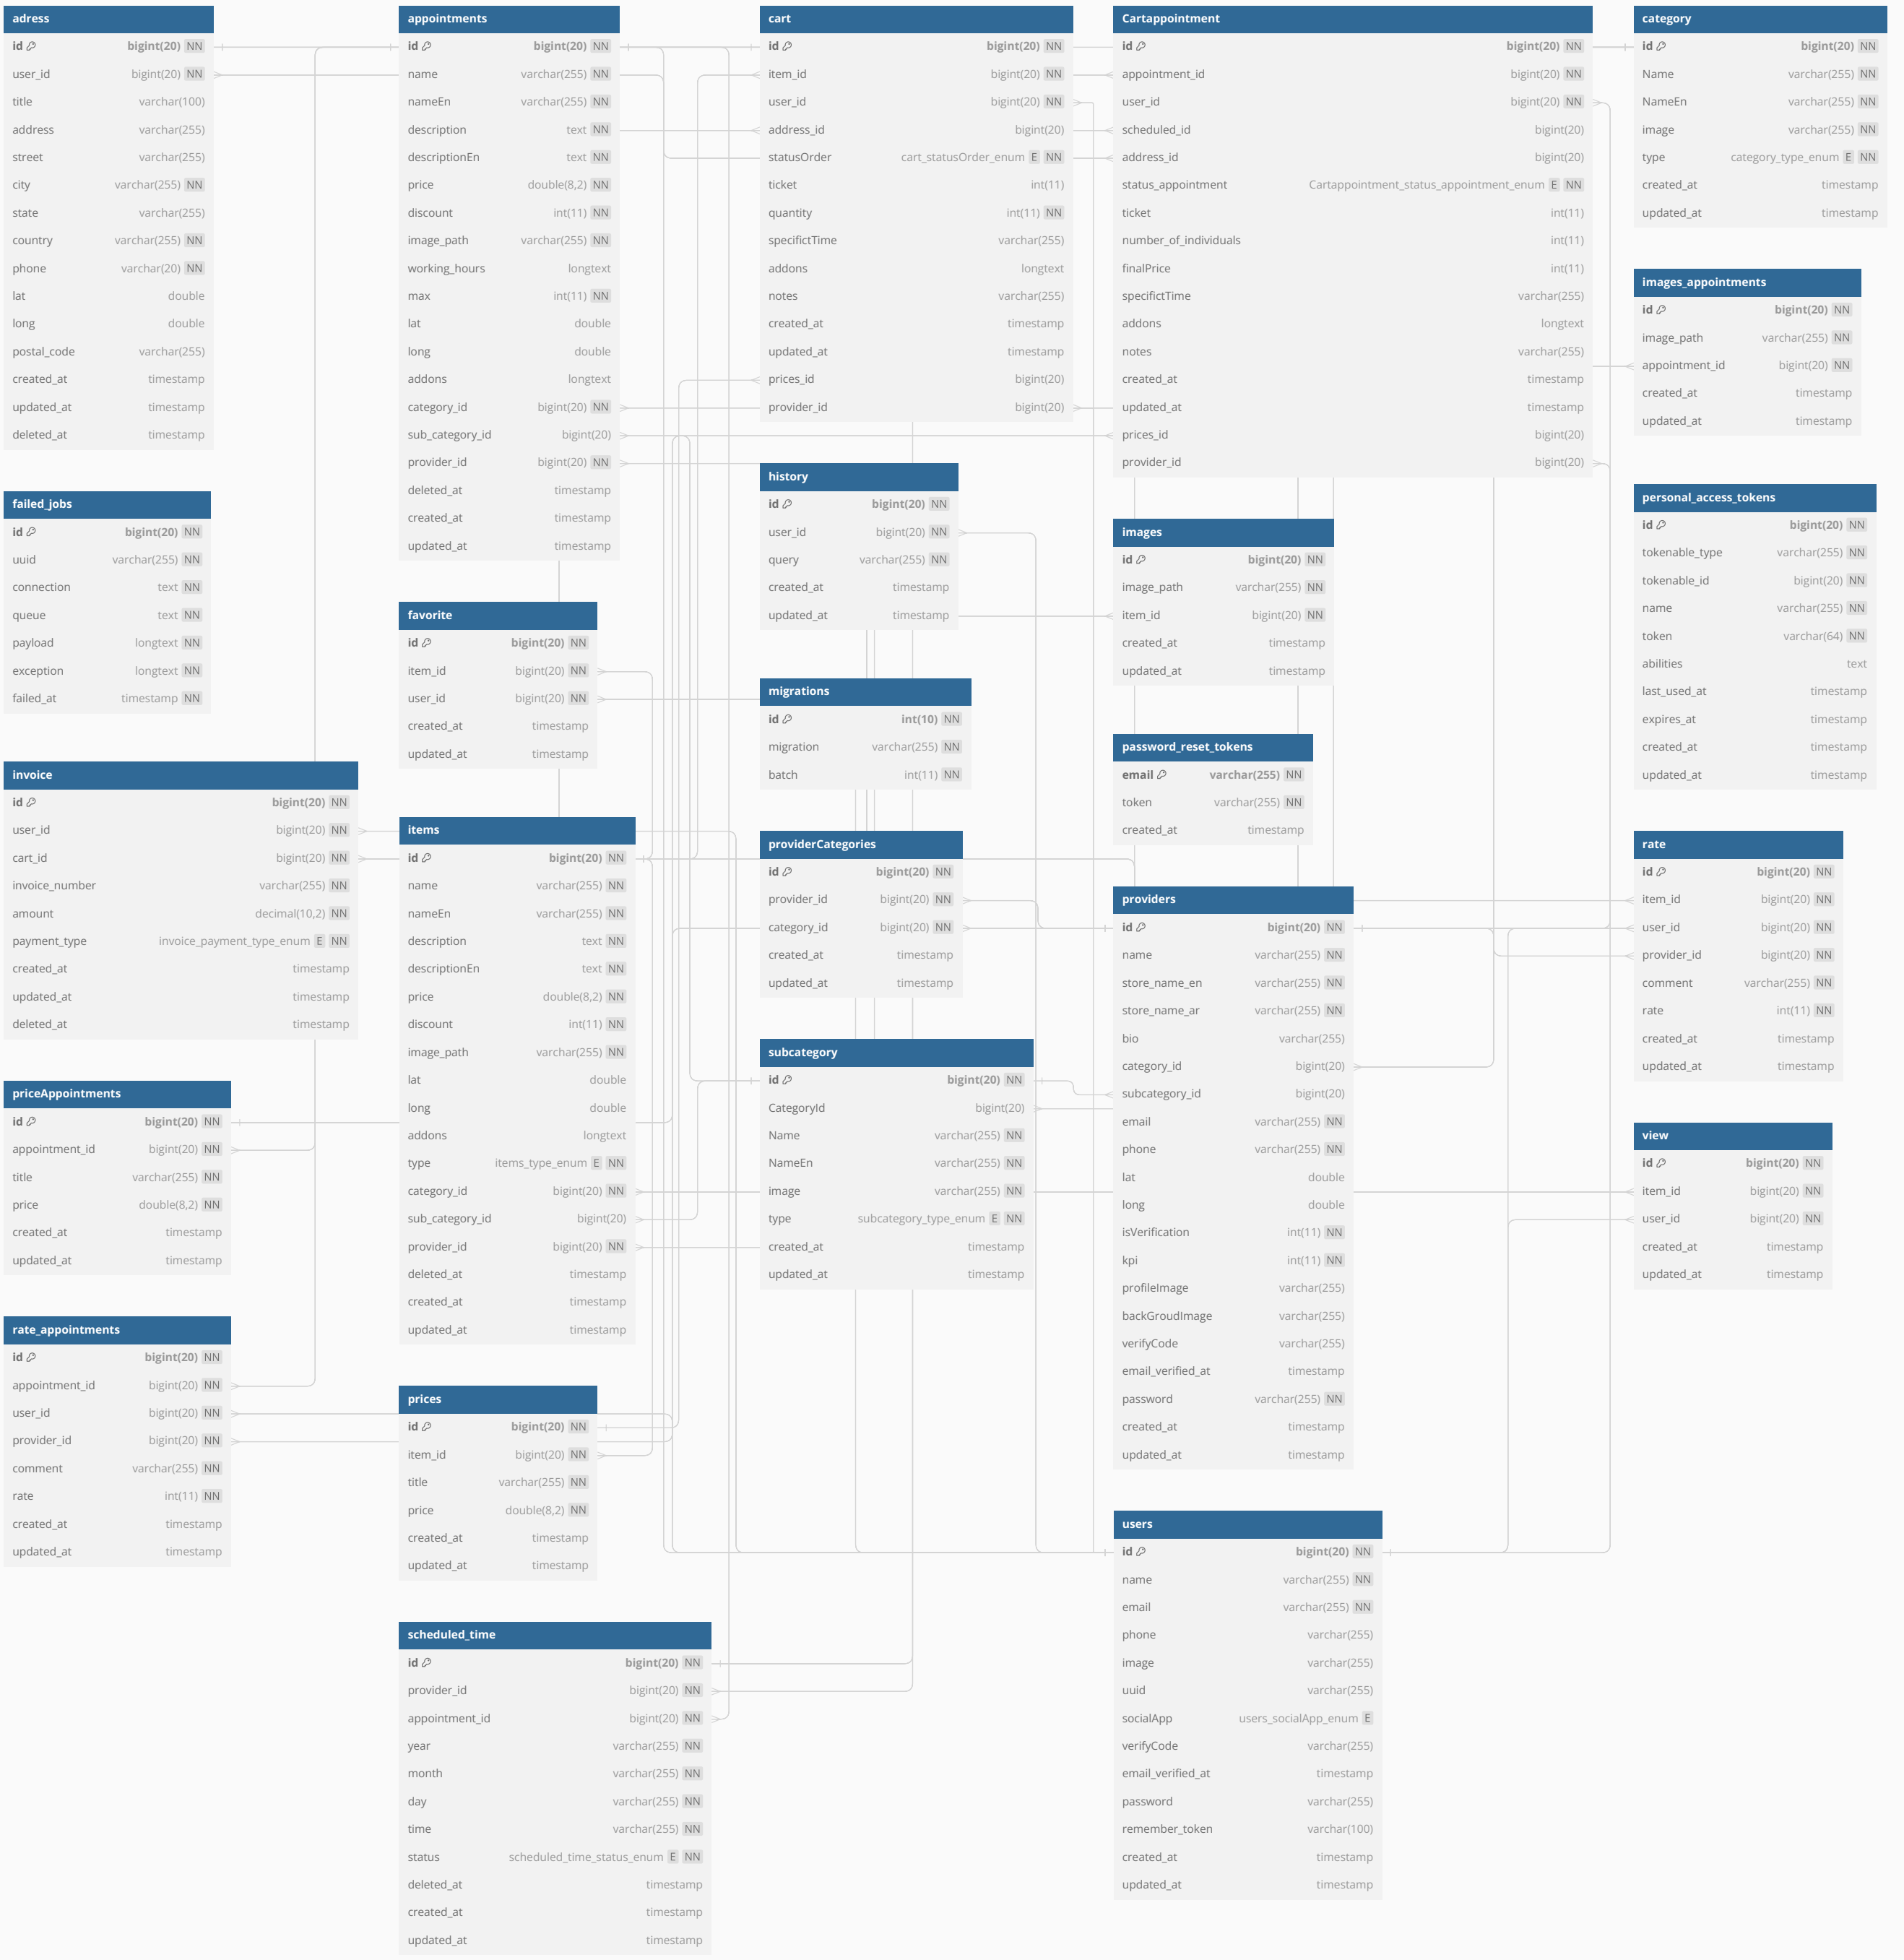 adress
id bigint(20) NN
user_id bigint(20) NN
title varchar(100)
address varchar(255)
street varchar(255)
city varchar(255) NN
state varchar(255)
country varchar(255) NN
phone varchar(20) NN
lat double
long double
postal_code varchar(255)
created_at timestamp
updated_at timestamp
deleted_at timestamp
failed_jobs
id bigint(20) NN
uuid varchar(255) NN
connection text NN
queue text NN
payload longtext NN
exception longtext NN
failed_at timestamp NN
invoice
id bigint(20) NN
user_id bigint(20) NN
cart_id bigint(20) NN
invoice_number varchar(255) NN
amount decimal(10,2) NN
payment_type invoice_payment_type_enum E NN
created_at timestamp
updated_at timestamp
deleted_at timestamp
priceAppointments
id bigint(20) NN
appointment_id bigint(20) NN
title varchar(255) NN
price double(8,2) NN
created_at timestamp
updated_at timestamp
rate_appointments
id bigint(20) NN
appointment_id bigint(20) NN
user_id bigint(20) NN
provider_id bigint(20) NN
comment varchar(255) NN
rate int(11) NN
created_at timestamp
updated_at timestamp
appointments
id bigint(20) NN
name varchar(255) NN
nameEn varchar(255) NN
description text NN
descriptionEn text NN
price double(8,2) NN
discount int(11) NN
image_path varchar(255) NN
working_hours longtext
max int(11) NN
lat double
long double
addons longtext
category_id bigint(20) NN
sub_category_id bigint(20)
provider_id bigint(20) NN
deleted_at timestamp
created_at timestamp
updated_at timestamp
favorite
id bigint(20) NN
item_id bigint(20) NN
user_id bigint(20) NN
created_at timestamp
updated_at timestamp
items
id bigint(20) NN
name varchar(255) NN
nameEn varchar(255) NN
description text NN
descriptionEn text NN
price double(8,2) NN
discount int(11) NN
image_path varchar(255) NN
lat double
long double
addons longtext
type items_type_enum E NN
category_id bigint(20) NN
sub_category_id bigint(20)
provider_id bigint(20) NN
deleted_at timestamp
created_at timestamp
updated_at timestamp
prices
id bigint(20) NN
item_id bigint(20) NN
title varchar(255) NN
price double(8,2) NN
created_at timestamp
updated_at timestamp
scheduled_time
id bigint(20) NN
provider_id bigint(20) NN
appointment_id bigint(20) NN
year varchar(255) NN
month varchar(255) NN
day varchar(255) NN
time varchar(255) NN
status scheduled_time_status_enum E NN
deleted_at timestamp
created_at timestamp
updated_at timestamp
cart
id bigint(20) NN
item_id bigint(20) NN
user_id bigint(20) NN
address_id bigint(20)
statusOrder cart_statusOrder_enum E NN
ticket int(11)
quantity int(11) NN
specifictTime varchar(255)
addons longtext
notes varchar(255)
created_at timestamp
updated_at timestamp
prices_id bigint(20)
provider_id bigint(20)
history
id bigint(20) NN
user_id bigint(20) NN
query varchar(255) NN
created_at timestamp
updated_at timestamp
migrations
id int(10) NN
migration varchar(255) NN
batch int(11) NN
providerCategories
id bigint(20) NN
provider_id bigint(20) NN
category_id bigint(20) NN
created_at timestamp
updated_at timestamp
subcategory
id bigint(20) NN
CategoryId bigint(20)
Name varchar(255) NN
NameEn varchar(255) NN
image varchar(255) NN
type subcategory_type_enum E NN
created_at timestamp
updated_at timestamp
Cartappointment
id bigint(20) NN
appointment_id bigint(20) NN
user_id bigint(20) NN
scheduled_id bigint(20)
address_id bigint(20)
status_appointment Cartappointment_status_appointment_enum E NN
ticket int(11)
number_of_individuals int(11)
finalPrice int(11)
specifictTime varchar(255)
addons longtext
notes varchar(255)
created_at timestamp
updated_at timestamp
prices_id bigint(20)
provider_id bigint(20)
images
id bigint(20) NN
image_path varchar(255) NN
item_id bigint(20) NN
created_at timestamp
updated_at timestamp
password_reset_tokens
email varchar(255) NN
token varchar(255) NN
created_at timestamp
providers
id bigint(20) NN
name varchar(255) NN
store_name_en varchar(255) NN
store_name_ar varchar(255) NN
bio varchar(255)
category_id bigint(20)
subcategory_id bigint(20)
email varchar(255) NN
phone varchar(255) NN
lat double
long double
isVerification int(11) NN
kpi int(11) NN
profileImage varchar(255)
backGroudImage varchar(255)
verifyCode varchar(255)
email_verified_at timestamp
password varchar(255) NN
created_at timestamp
updated_at timestamp
users
id bigint(20) NN
name varchar(255) NN
email varchar(255) NN
phone varchar(255)
image varchar(255)
uuid varchar(255)
socialApp users_socialApp_enum E
verifyCode varchar(255)
email_verified_at timestamp
password varchar(255)
remember_token varchar(100)
created_at timestamp
updated_at timestamp
category
id bigint(20) NN
Name varchar(255) NN
NameEn varchar(255) NN
image varchar(255) NN
type category_type_enum E NN
created_at timestamp
updated_at timestamp
images_appointments
id bigint(20) NN
image_path varchar(255) NN
appointment_id bigint(20) NN
created_at timestamp
updated_at timestamp
personal_access_tokens
id bigint(20) NN
tokenable_type varchar(255) NN
tokenable_id bigint(20) NN
name varchar(255) NN
token varchar(64) NN
abilities text
last_used_at timestamp
expires_at timestamp
created_at timestamp
updated_at timestamp
rate
id bigint(20) NN
item_id bigint(20) NN
user_id bigint(20) NN
provider_id bigint(20) NN
comment varchar(255) NN
rate int(11) NN
created_at timestamp
updated_at timestamp
view
id bigint(20) NN
item_id bigint(20) NN
user_id bigint(20) NN
created_at timestamp
updated_at timestamp